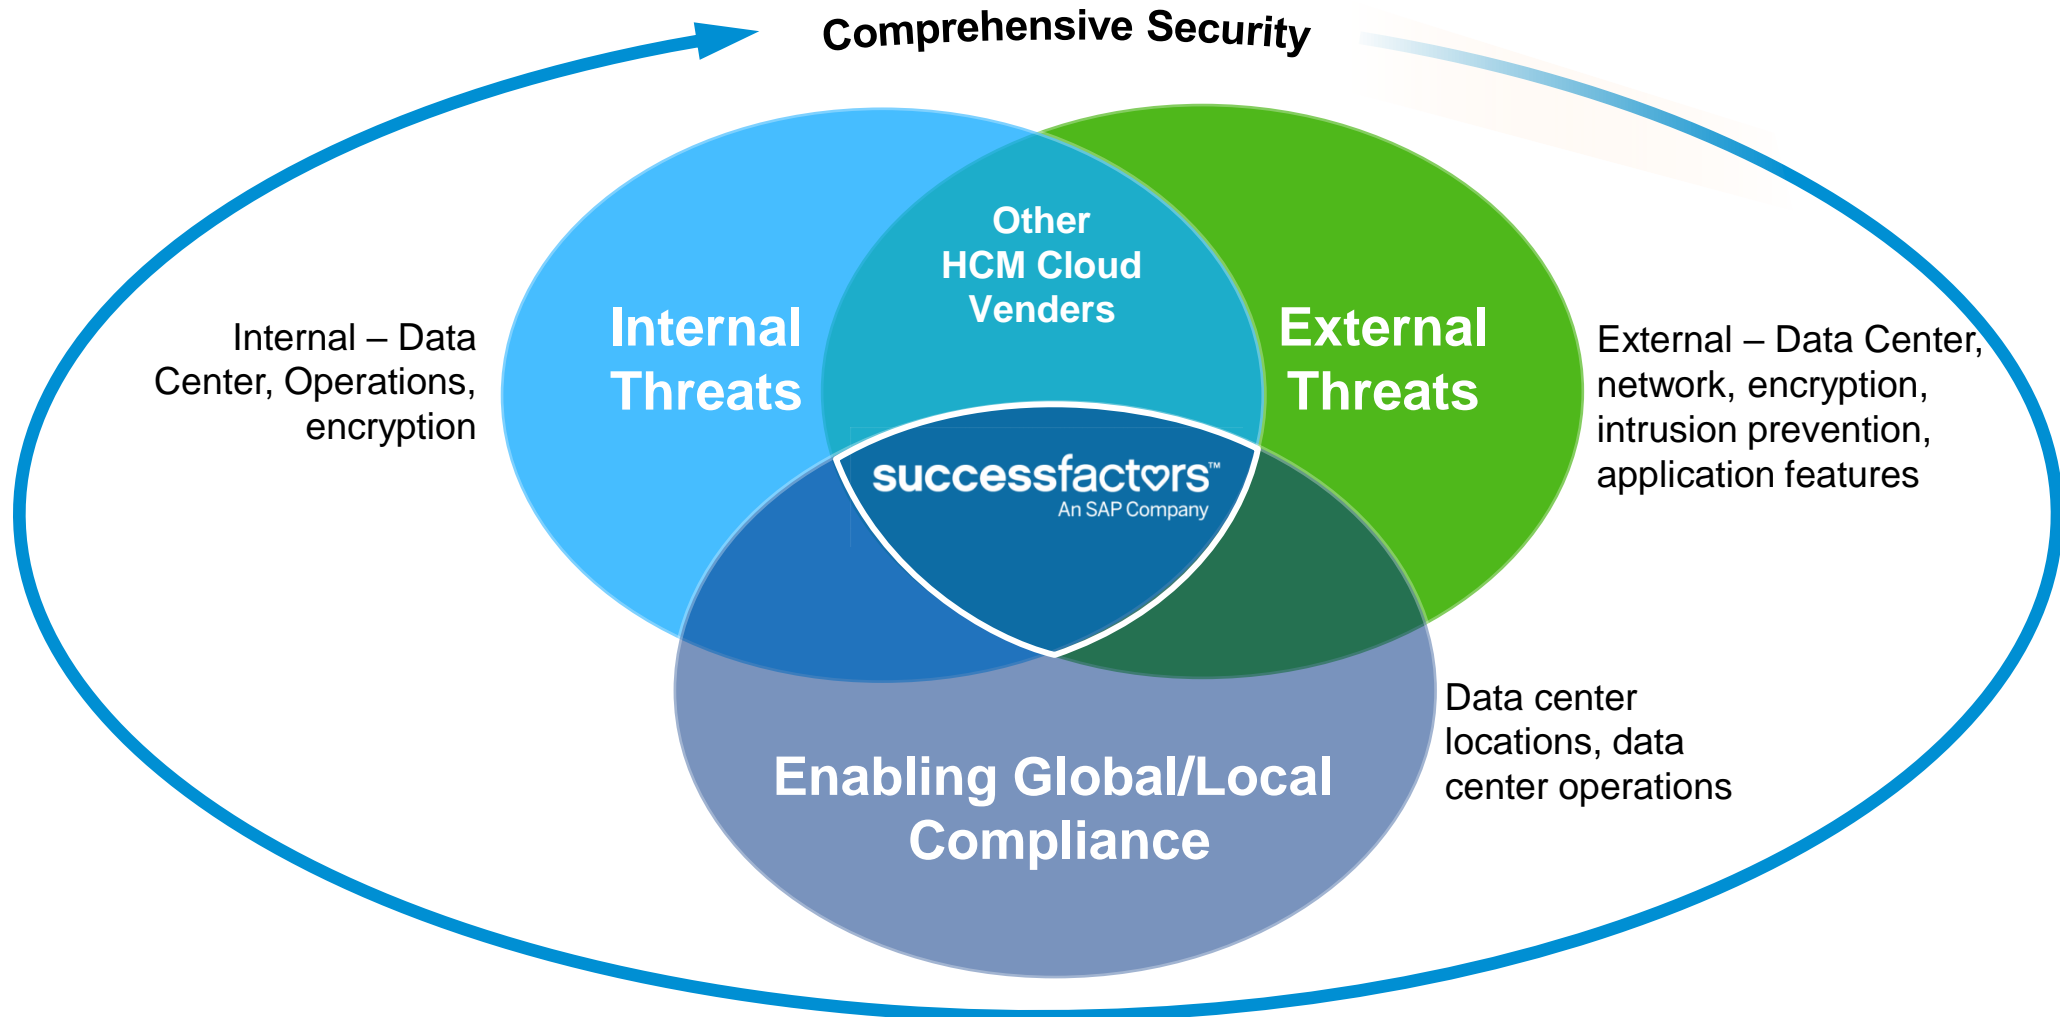 Comprehensive Security
Other
HCM Cloud
Venders
Internal
Threats
External
Threats
Internal – Data
Center, Operations,
encryption
External – Data Center,
network, encryption,
intrusion prevention,
application features
successfactors™
An SAP Company
Data center
locations, data
center operations
Enabling Global/Local
Compliance